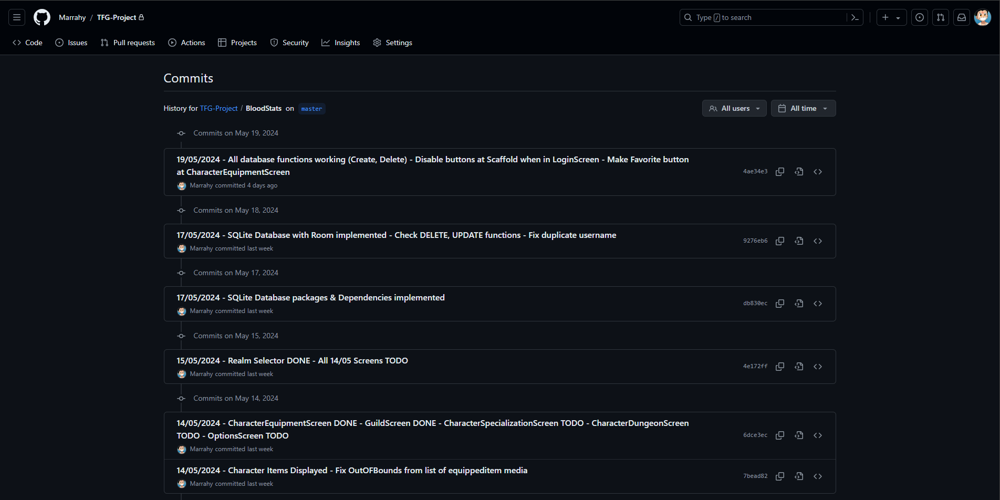 Marrahy / TFG-Project
Type / to search
Code Issues Pull requests Actions Projects Security Insights Settings
Commits
History for TFG-Project / BloodStats on master
All users All time
Commits on May 19, 2024
19/05/2024 - All database functions working (Create, Delete) - Disable buttons at Scaffold when in LoginScreen - Make Favorite button
at CharacterEquipmentScreen
4ae34e3
Marrahy committed 4 days ago
Commits on May 18, 2024
17/05/2024 - SQLite Database with Room implemented - Check DELETE, UPDATE functions - Fix duplicate username
9276eb6
Marrahy committed last week
Commits on May 17, 2024
17/05/2024 - SQLite Database packages & Dependencies implemented
db830ec
Marrahy committed last week
Commits on May 15, 2024
15/05/2024 - Realm Selector DONE - All 14/05 Screens TODO
4e172ff
Marrahy committed last week
Commits on May 14, 2024
14/05/2024 - CharacterEquipmentScreen DONE - GuildScreen DONE - CharacterSpecializationScreen TODO - CharacterDungeonScreen
TODO - OptionsScreen TODO
6dce3ec
Marrahy committed last week
14/05/2024 - Character Items Displayed - Fix OutOFBounds from list of equippeditem media
7bead82
Marrahy committed last week